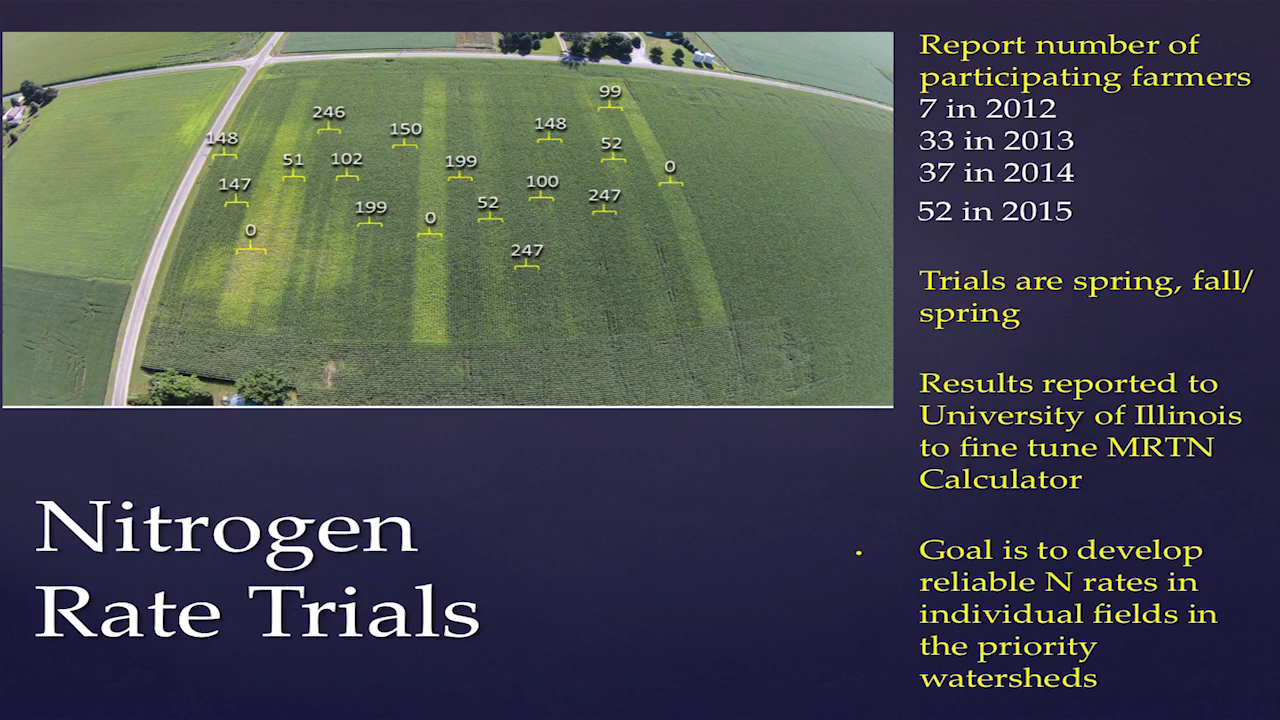 99
246
148
150
148
52
51
102
199
0
147
100
247
199
52
0
0
247
Nitrogen
Rate Trials
Report number of
participating farmers
7 in 2012
33 in 2013
37 in 2014
52 in 2015
Trials are spring, fall/
spring
Results reported to
University of Illinois
to fine tune MRTN
Calculator
• Goal is to develop
reliable N rates in
individual fields in
the priority
watersheds